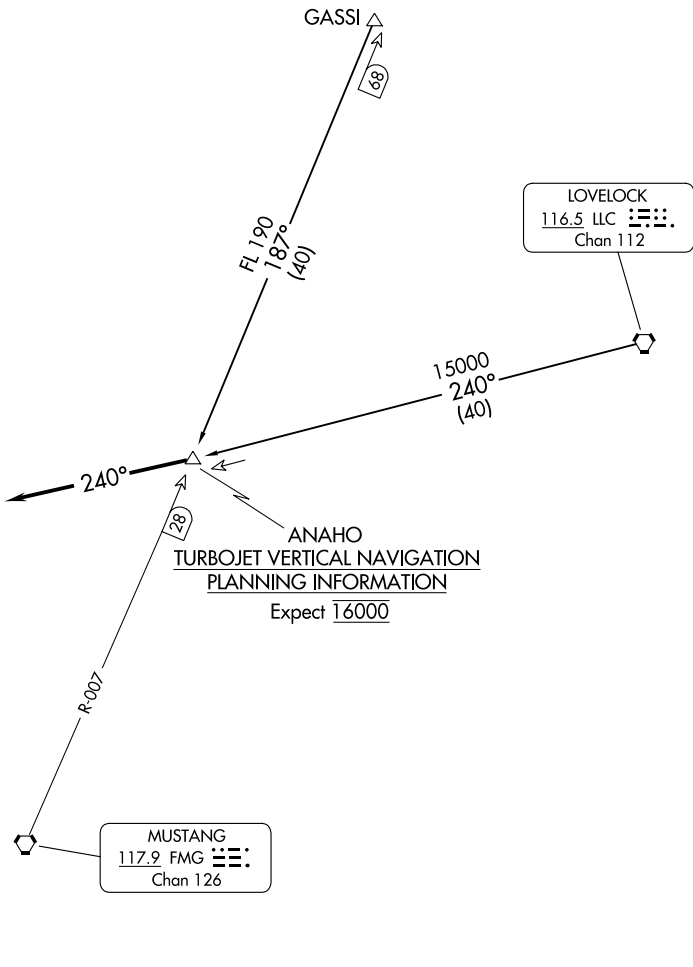 GASSI
68
FL 190
187°
(40)
LOVELOCK
116.5 LLC
Chan 112
15000
240°
(40)
240°
28
ANAHO
TURBOJET VERTICAL NAVIGATION
PLANNING INFORMATION
Expect 16000
R-007
MUSTANG
117.9 FMG
Chan 126